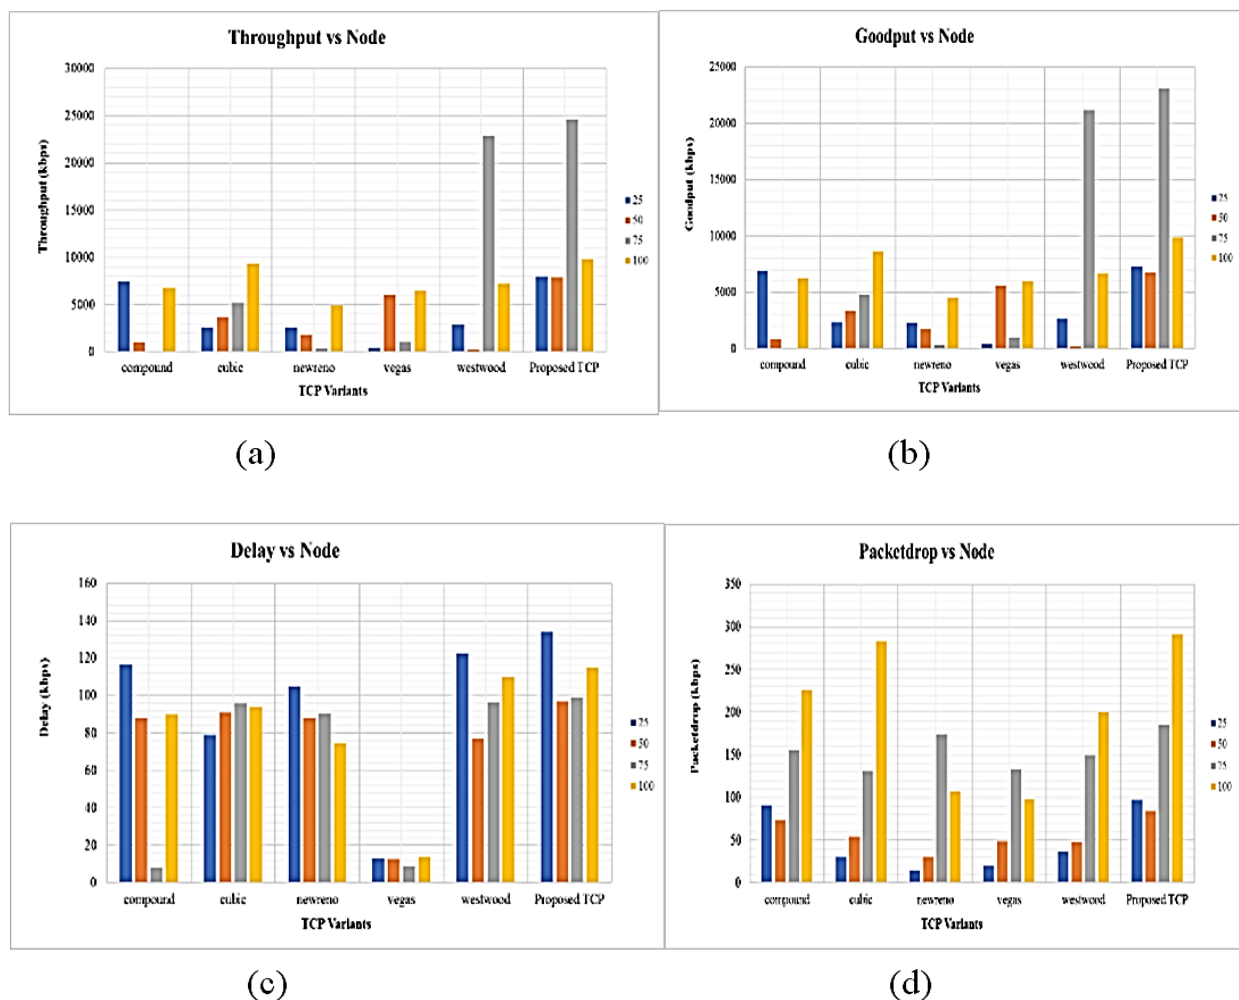 Throughput vs Node
30000
25000
20000
15000
10000
5000
0
Throughput (kbps)
compound cubic newreno vegas westwood Proposed TCP
TCP Variants
25
50
75
100
(a)
Goodput vs Node
25000
20000
15000
10000
5000
0
Goodput (kbps)
compound cubic newreno vegas westwood Proposed TCP
TCP Variants
25
50
75
100
(b)
Delay vs Node
160
140
120
100
80
60
40
20
0
Delay (kbps)
compound cubic newreno vegas westwood Proposed TCP
TCP Variants
25
50
75
100
(c)
Packetdrop vs Node
350
300
250
200
150
100
50
0
Packetdrop (kbps)
compound cubic newreno vegas westwood Proposed TCP
TCP Variants
25
50
75
100
(d)